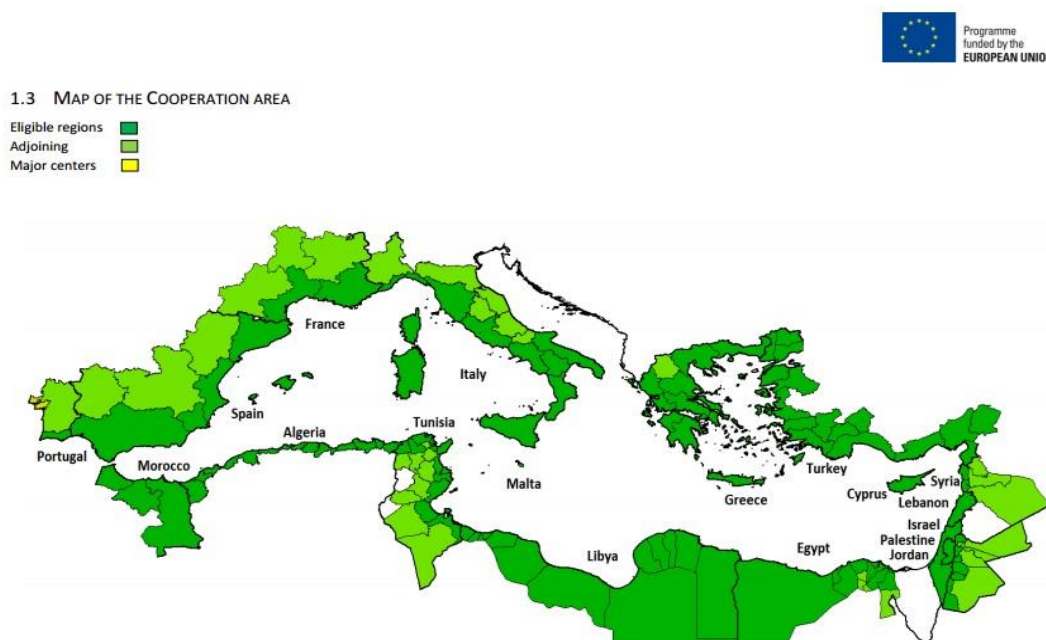 Programme
funded by the
EUROPEAN UNIO
1.3 MAP OF THE COOPERATION AREA
Eligible regions
Adjoining
Major centers
France
Italy
Spain
Algeria
Tunisia
Portugal
Morocco
Malta
Turkey
Greece
Cyprus
Syria
Lebanon
Israel
Palestine
Jordan
Libya
Egypt